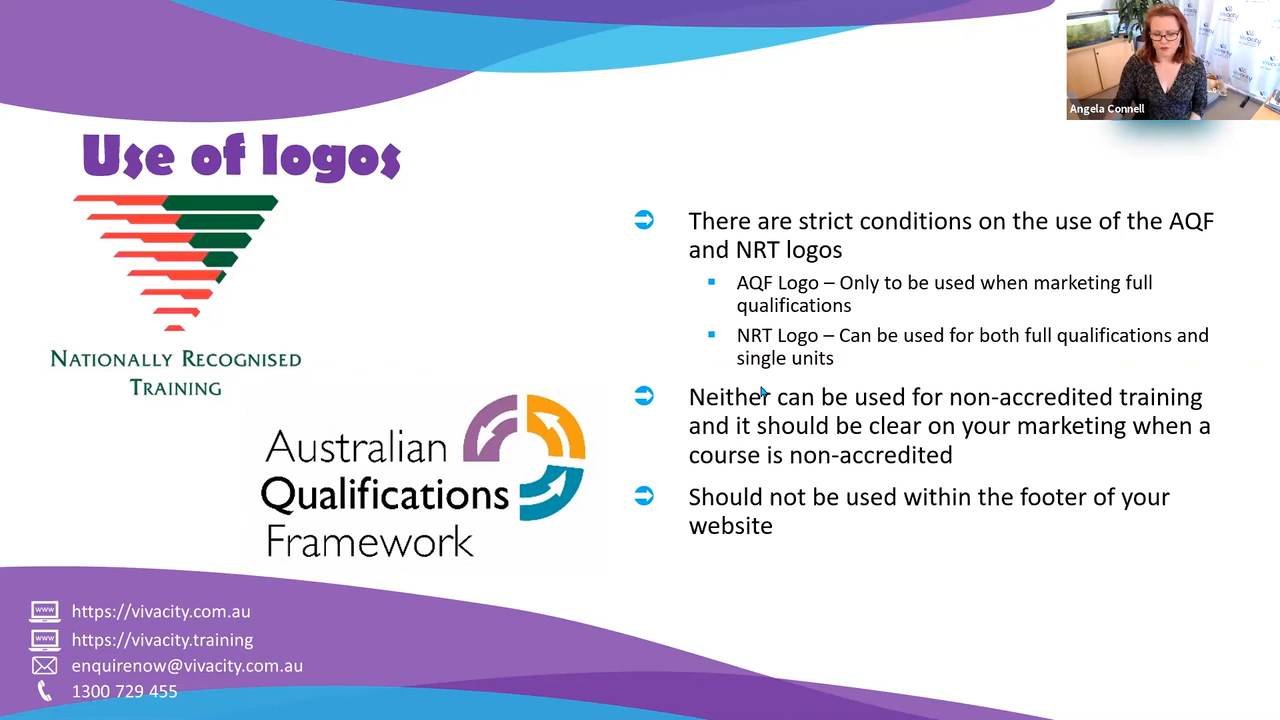 Angela Connell
Use of logos
NATIONALLY RECOGNISED
TRAINING
Australian
Qualifications
Framework
There are strict conditions on the use of the AQF
and NRT logos
AQF Logo – Only to be used when marketing full
qualifications
NRT Logo – Can be used for both full qualifications and
single units
Neither can be used for non-accredited training
and it should be clear on your marketing when a
course is non-accredited
Should not be used within the footer of your
website
www https://vivacity.com.au
www https://vivacity.training
enquirenow@vivacity.com.au
1300 729 455